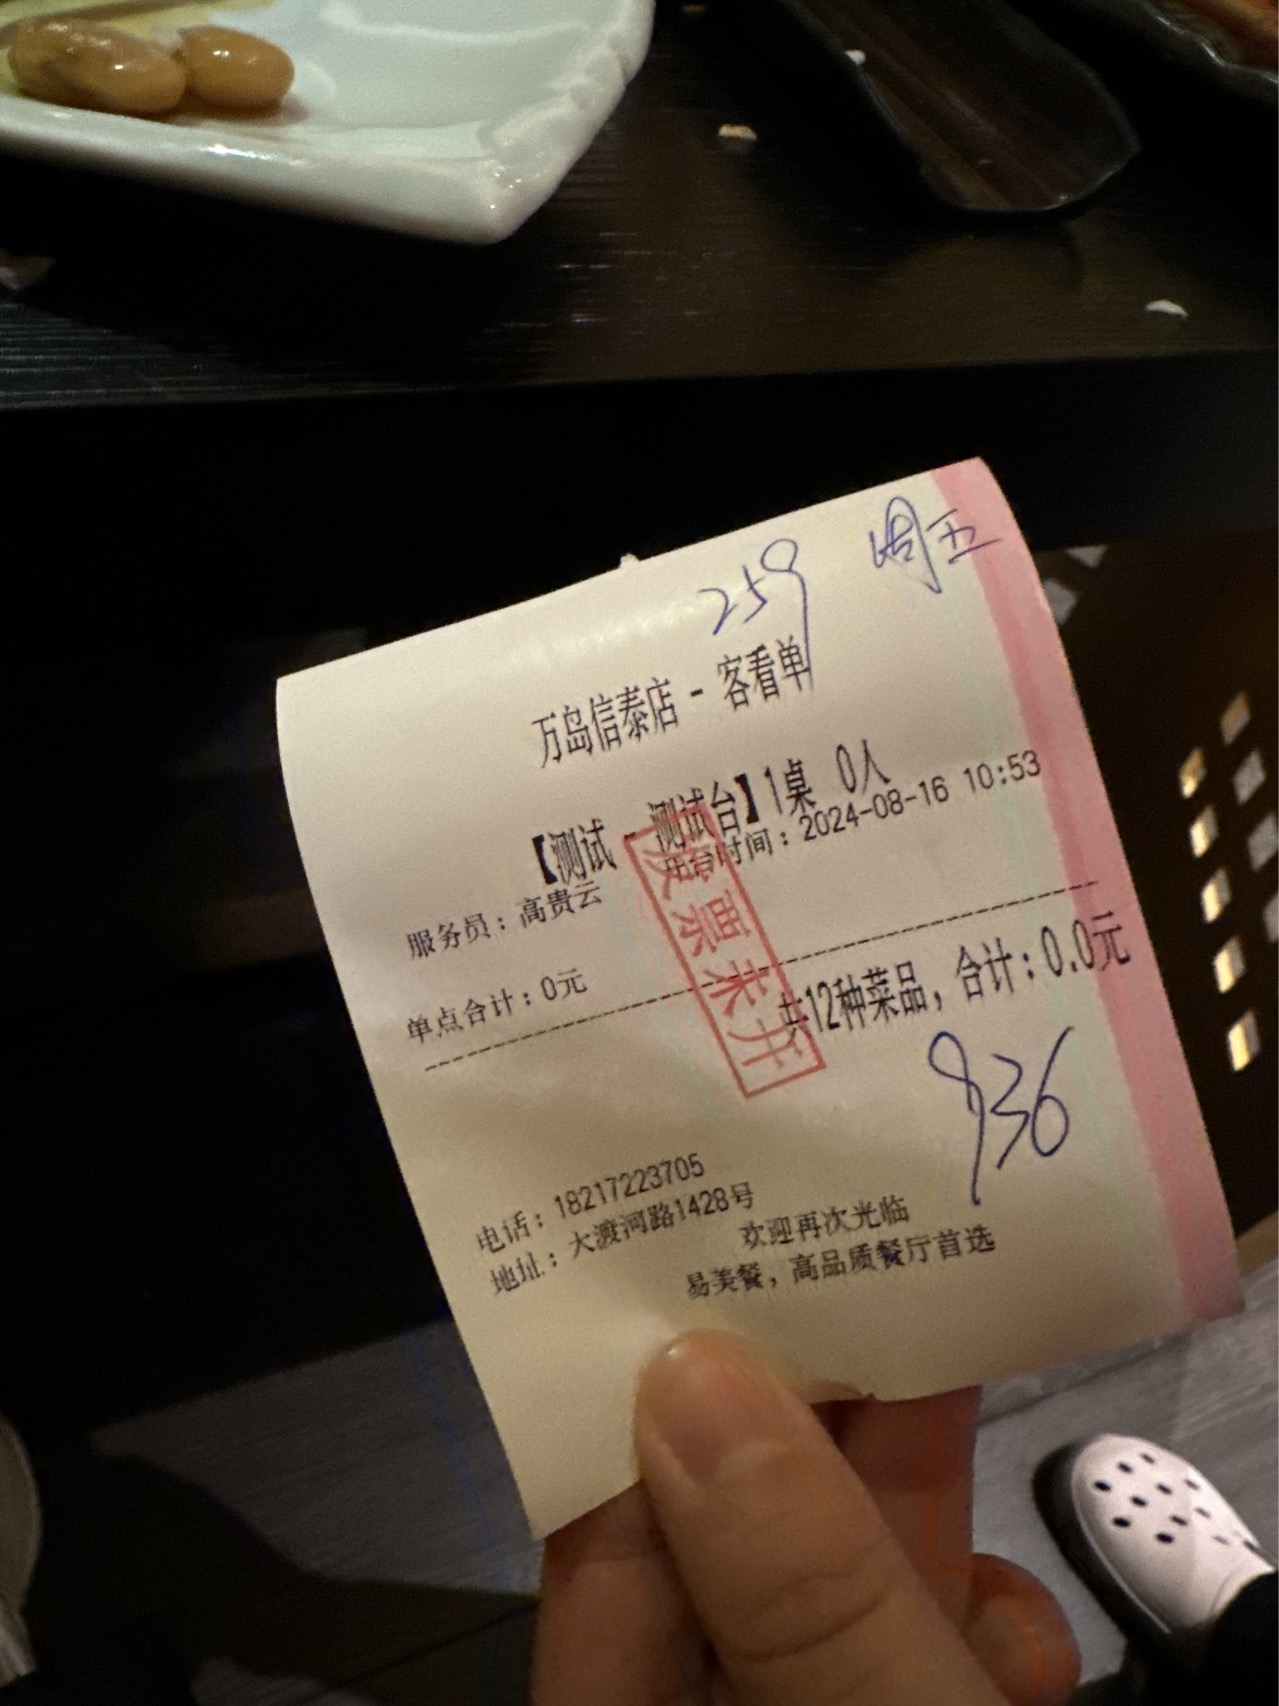 259 周五
万岛信泰店 - 客看单
【测试 - 测试台】1桌 0人
服务员：高贵云 开台时间：2024-08-16 10:53
单点合计：0元
共12种菜品，合计：0.0元
936
发票未开
电话：18217223705
地址：大渡河路1428号
欢迎再次光临
易美餐，高品质餐厅首选